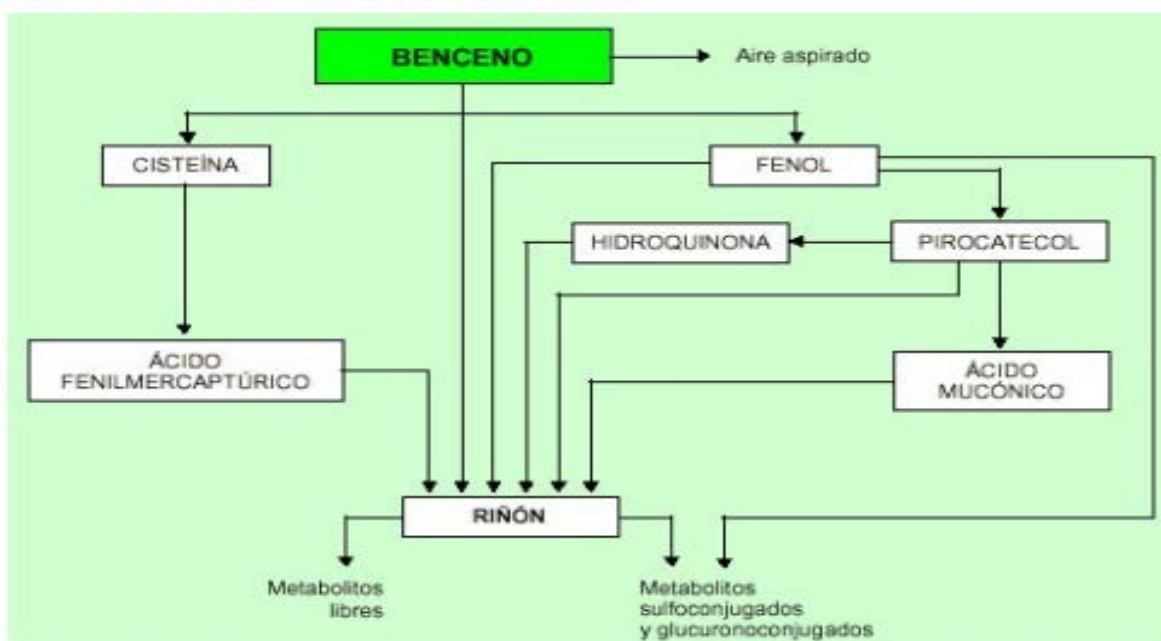 BENCENO
Aire aspirado
CISTEÍNA
FENOL
HIDROQUINONA
PIROCATECOL
ÁCIDO
FENILMERCAPTÚRICO
ÁCIDO
MUCÓNICO
RIÑÓN
Metabolitos
libres
Metabolitos
sulfoconjugados
y glucuronoconjugados